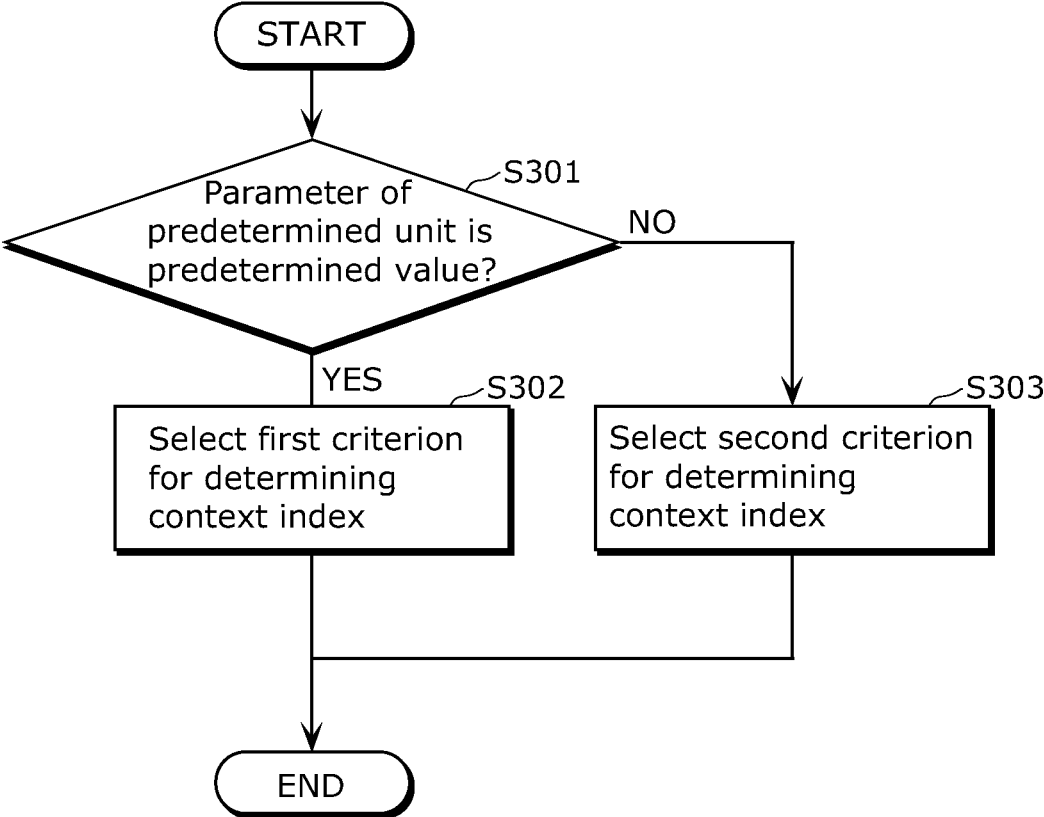 START
S301
Parameter of
predetermined unit is
predetermined value?
NO
YES
S302
Select first criterion
for determining
context index
S303
Select second criterion
for determining
context index
END